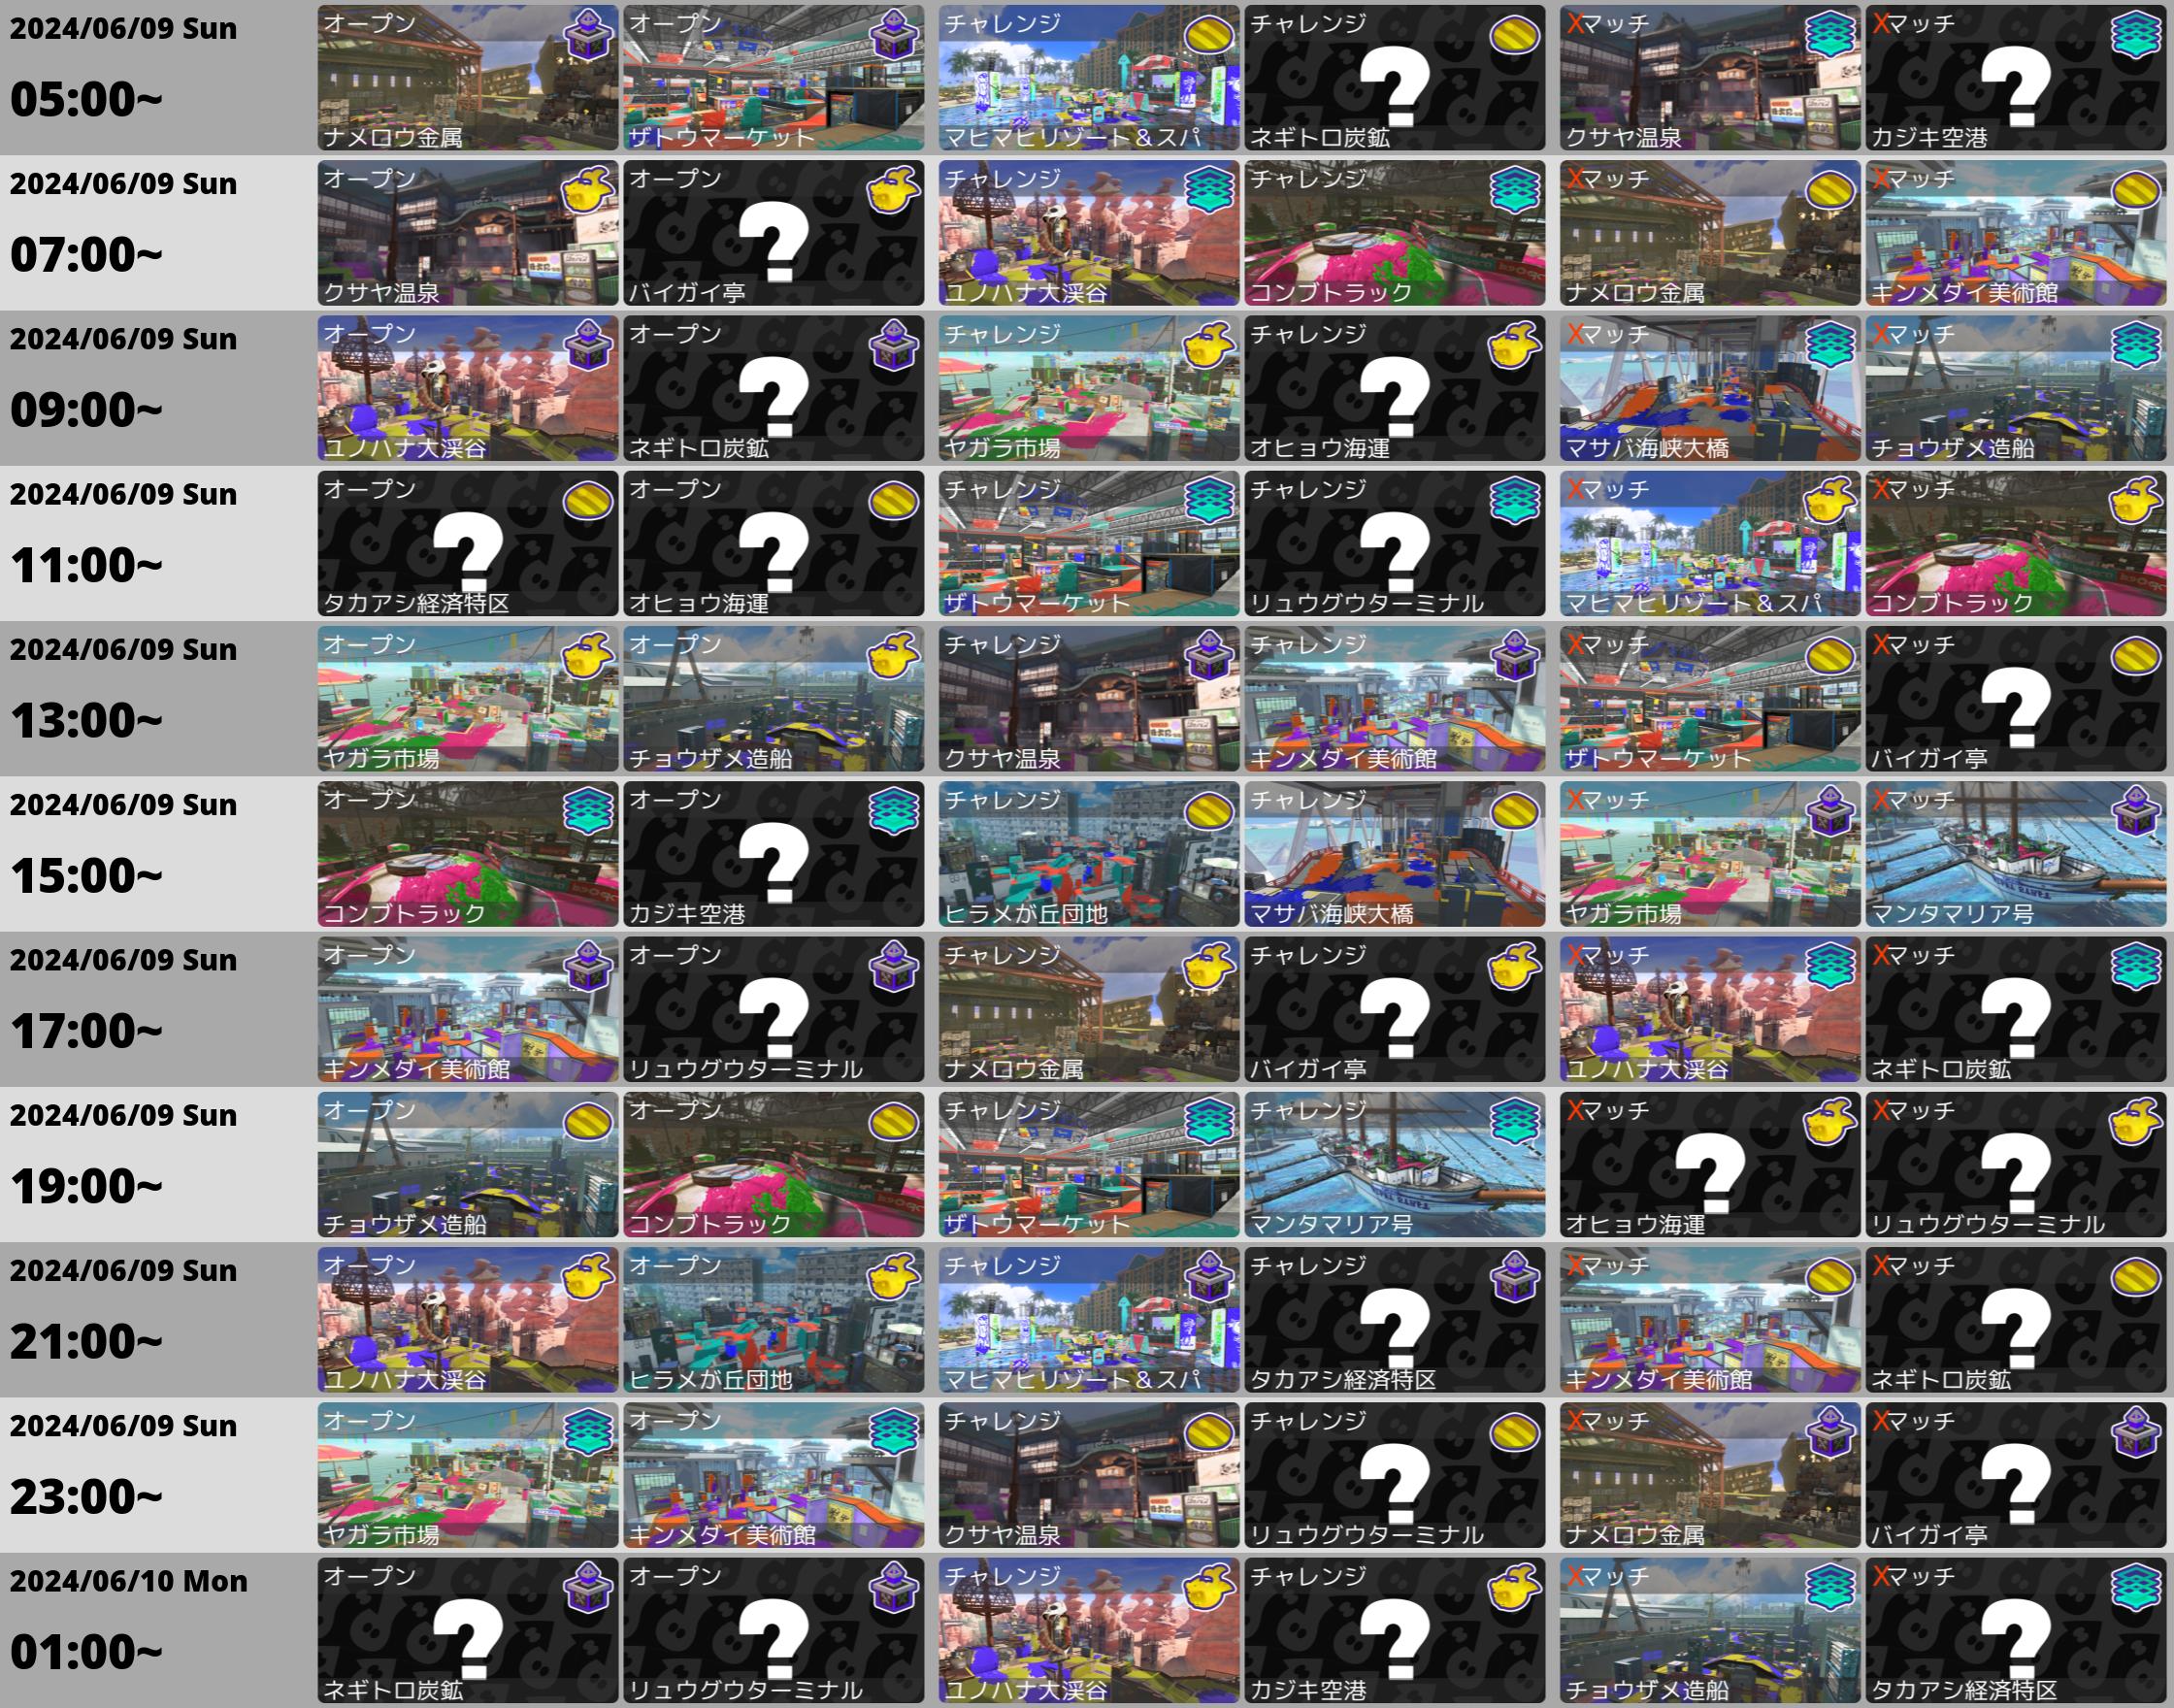 2024/06/09 Sun
05:00~
オープン
ナメロウ金属
オープン
ザトウマーケット
チャレンジ
マヒマヒリゾート＆スパ
チャレンジ
ネギトロ炭鉱
Xマッチ
クサヤ温泉
Xマッチ
カジキ空港
2024/06/09 Sun
07:00~
オープン
クサヤ温泉
オープン
バイガイ亭
チャレンジ
ユノハナ大渓谷
チャレンジ
コンブトラック
Xマッチ
ナメロウ金属
Xマッチ
キンメダイ美術館
2024/06/09 Sun
09:00~
オープン
ユノハナ大渓谷
オープン
ネギトロ炭鉱
チャレンジ
ヤガラ市場
チャレンジ
オヒョウ海運
Xマッチ
マサバ海峡大橋
Xマッチ
チョウザメ造船
2024/06/09 Sun
11:00~
オープン
タカアシ経済特区
オープン
オヒョウ海運
チャレンジ
ザトウマーケット
チャレンジ
リュウグウターミナル
Xマッチ
マヒマヒリゾート＆スパ
Xマッチ
コンブトラック
2024/06/09 Sun
13:00~
オープン
ヤガラ市場
オープン
チョウザメ造船
チャレンジ
クサヤ温泉
チャレンジ
キンメダイ美術館
Xマッチ
ザトウマーケット
Xマッチ
バイガイ亭
2024/06/09 Sun
15:00~
オープン
コンブトラック
オープン
カジキ空港
チャレンジ
ヒラメが丘団地
チャレンジ
マサバ海峡大橋
Xマッチ
ヤガラ市場
Xマッチ
マンタマリア号
2024/06/09 Sun
17:00~
オープン
キンメダイ美術館
オープン
リュウグウターミナル
チャレンジ
ナメロウ金属
チャレンジ
バイガイ亭
Xマッチ
ユノハナ大渓谷
Xマッチ
ネギトロ炭鉱
2024/06/09 Sun
19:00~
オープン
チョウザメ造船
オープン
コンブトラック
チャレンジ
ザトウマーケット
チャレンジ
マンタマリア号
Xマッチ
オヒョウ海運
Xマッチ
リュウグウターミナル
2024/06/09 Sun
21:00~
オープン
ユノハナ大渓谷
オープン
ヒラメが丘団地
チャレンジ
マヒマヒリゾート＆スパ
チャレンジ
タカアシ経済特区
Xマッチ
キンメダイ美術館
Xマッチ
ネギトロ炭鉱
2024/06/09 Sun
23:00~
オープン
ヤガラ市場
オープン
キンメダイ美術館
チャレンジ
クサヤ温泉
チャレンジ
リュウグウターミナル
Xマッチ
ナメロウ金属
Xマッチ
バイガイ亭
2024/06/10 Mon
01:00~
オープン
ネギトロ炭鉱
オープン
リュウグウターミナル
チャレンジ
ユノハナ大渓谷
チャレンジ
カジキ空港
Xマッチ
チョウザメ造船
Xマッチ
タカアシ経済特区